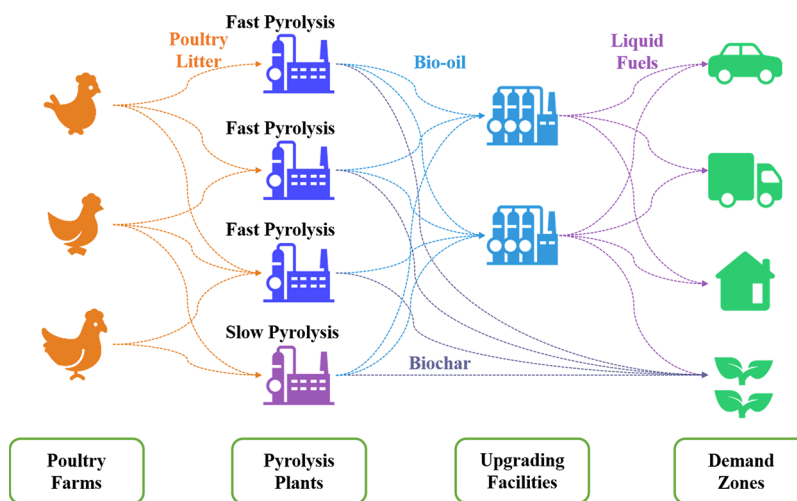 Fast Pyrolysis
Poultry
Litter
Bio-oil
Liquid
Fuels
Fast Pyrolysis
Fast Pyrolysis
Slow Pyrolysis
Biochar
Poultry
Farms
Pyrolysis
Plants
Upgrading
Facilities
Demand
Zones